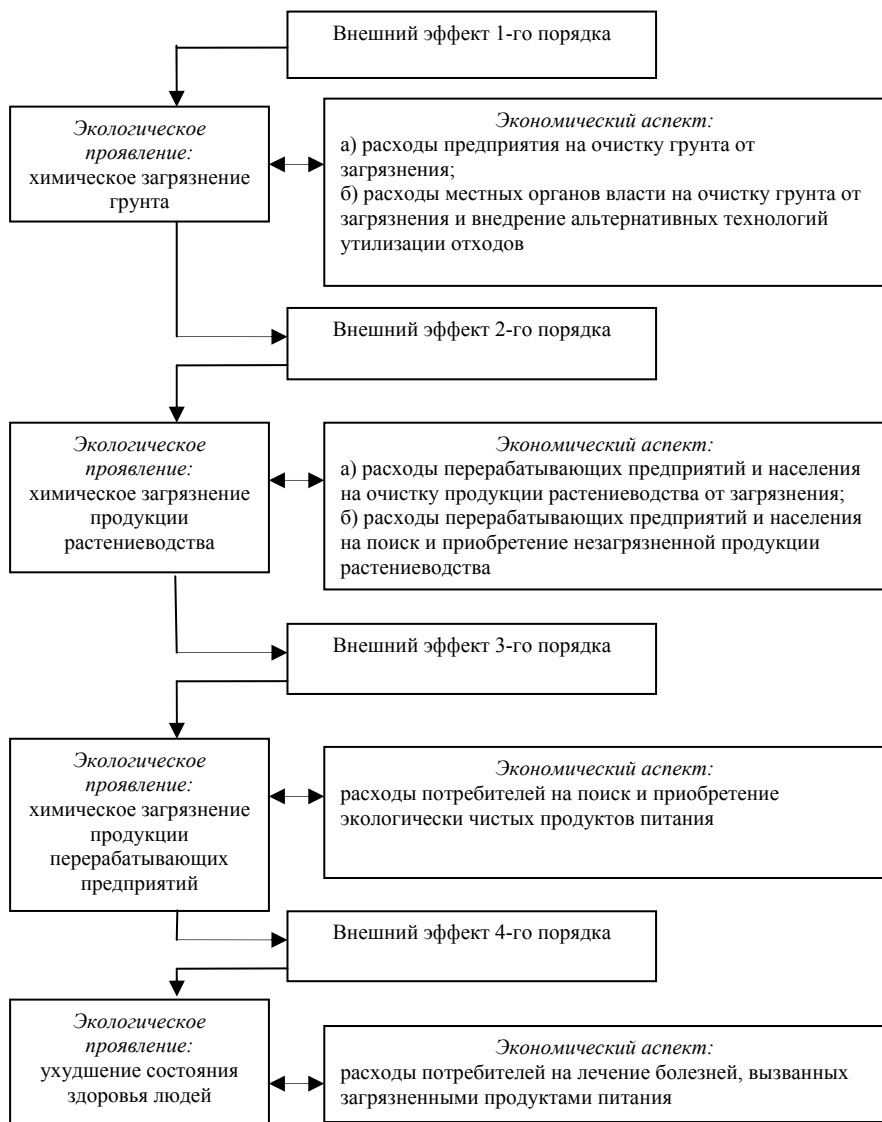 Внешний эффект 1-го порядка
Экологическое
проявление:
химическое загрязнение
грунта
Экономический аспект:
а) расходы предприятия на очистку грунта от
загрязнения;
б) расходы местных органов власти на очистку грунта от
загрязнения и внедрение альтернативных технологий
утилизации отходов
Внешний эффект 2-го порядка
Экологическое
проявление:
химическое загрязнение
продукции
растениеводства
Экономический аспект:
а) расходы перерабатывающих предприятий и населения
на очистку продукции растениеводства от загрязнения;
б) расходы перерабатывающих предприятий и населения
на поиск и приобретение незагрязненной продукции
растениеводства
Внешний эффект 3-го порядка
Экологическое
проявление:
химическое загрязнение
продукции
перерабатывающих
предприятий
Экономический аспект:
расходы потребителей на поиск и приобретение
экологически чистых продуктов питания
Внешний эффект 4-го порядка
Экологическое
проявление:
ухудшение состояния
здоровья людей
Экономический аспект:
расходы потребителей на лечение болезней, вызванных
загрязненными продуктами питания